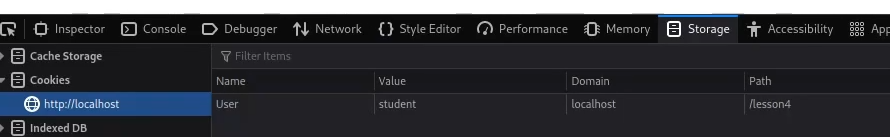 Inspector Console Debugger Network Style Editor Performance Memory Storage Accessibility App
Cache Storage
Filter Items
Cookies
Name Value Domain Path
http://localhost
User student localhost /lesson4
Indexed DB